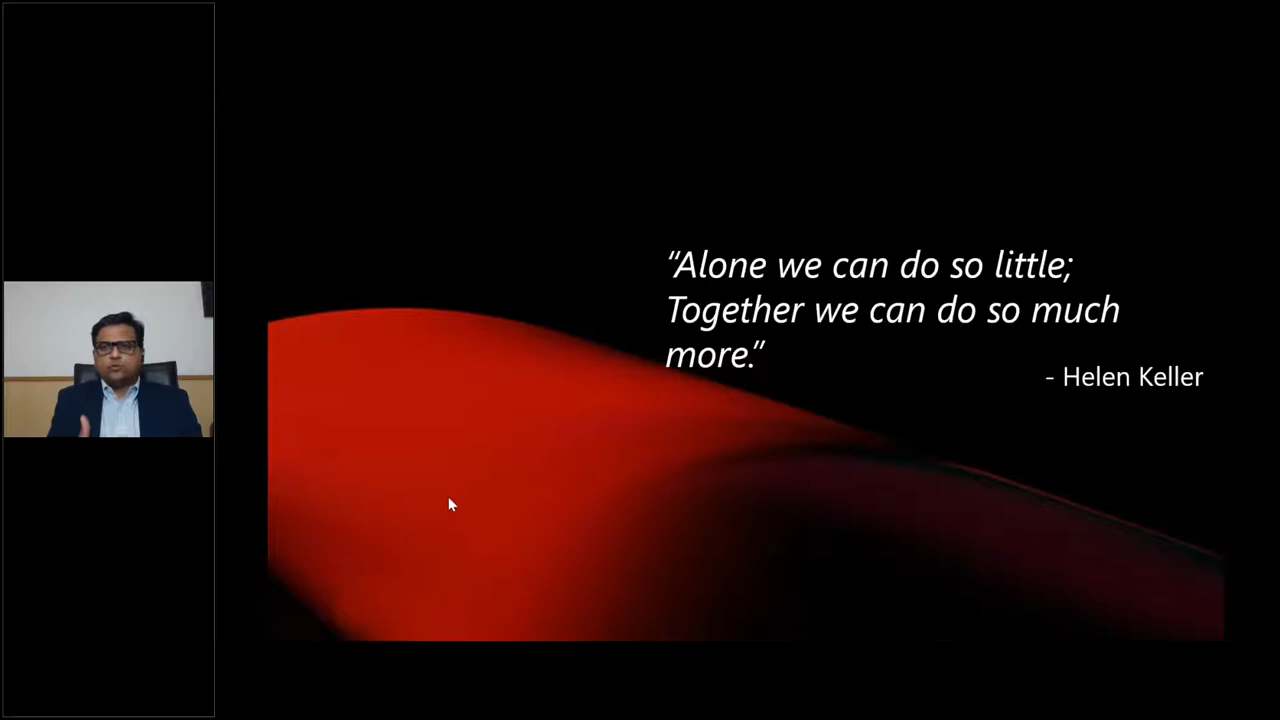 “Alone we can do so little;
Together we can do so much
more.”
- Helen Keller